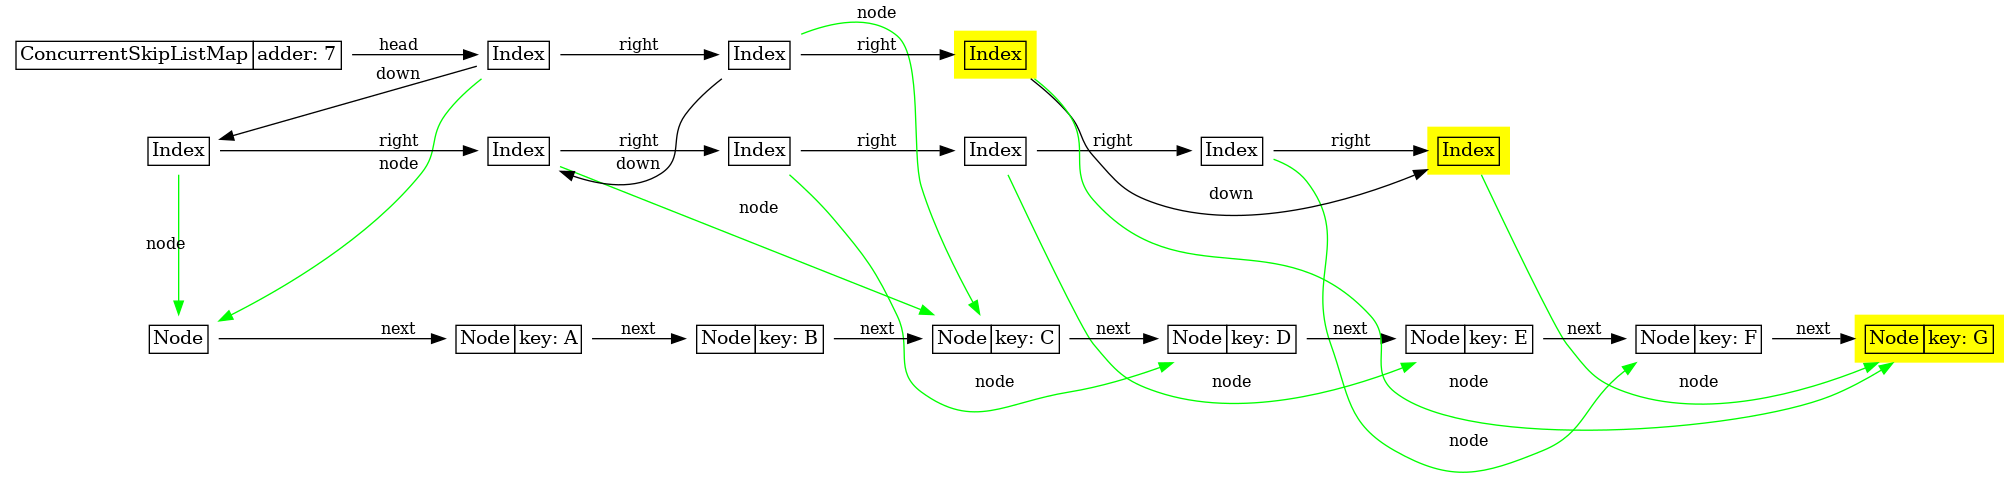 node
ConcurrentSkipListMap adder: 7 head Index right Index right Index
down
Index right Index right Index right Index right Index right Index
node down
down
node
node
Node next Node key: A next Node key: B next Node key: C next Node key: D next Node key: E next Node key: F next Node key: G
node node node node
node